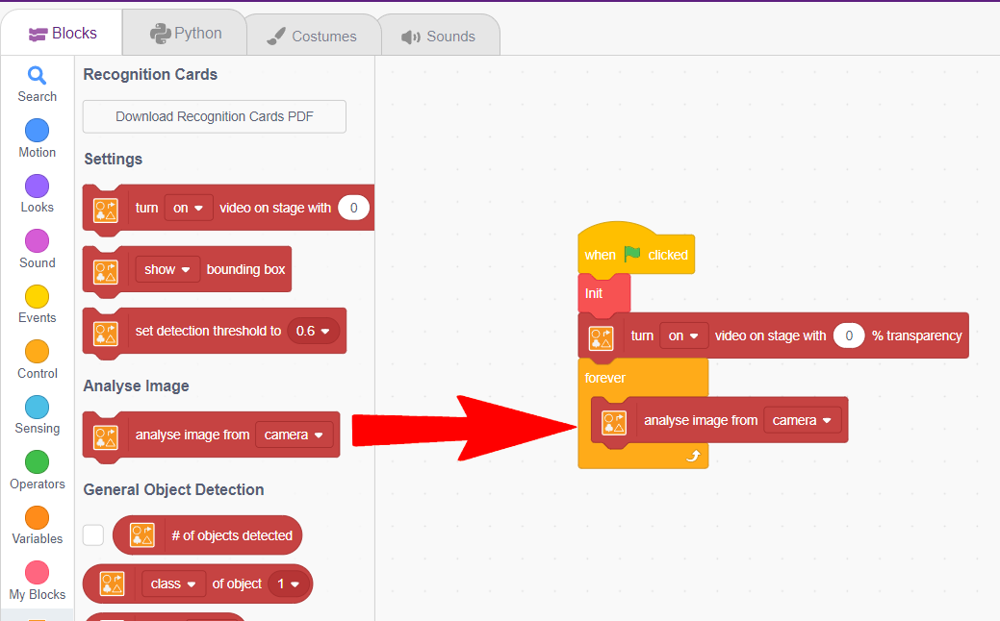 Blocks
Python
Costumes
Sounds
Search
Motion
Looks
Sound
Events
Control
Sensing
Operators
Variables
My Blocks
Recognition Cards
Download Recognition Cards PDF
Settings
turn on video on stage with 0
show bounding box
set detection threshold to 0.6
Analyse Image
analyse image from camera
General Object Detection
# of objects detected
class of object 1
when clicked
Init
turn on video on stage with 0 % transparency
forever
analyse image from camera